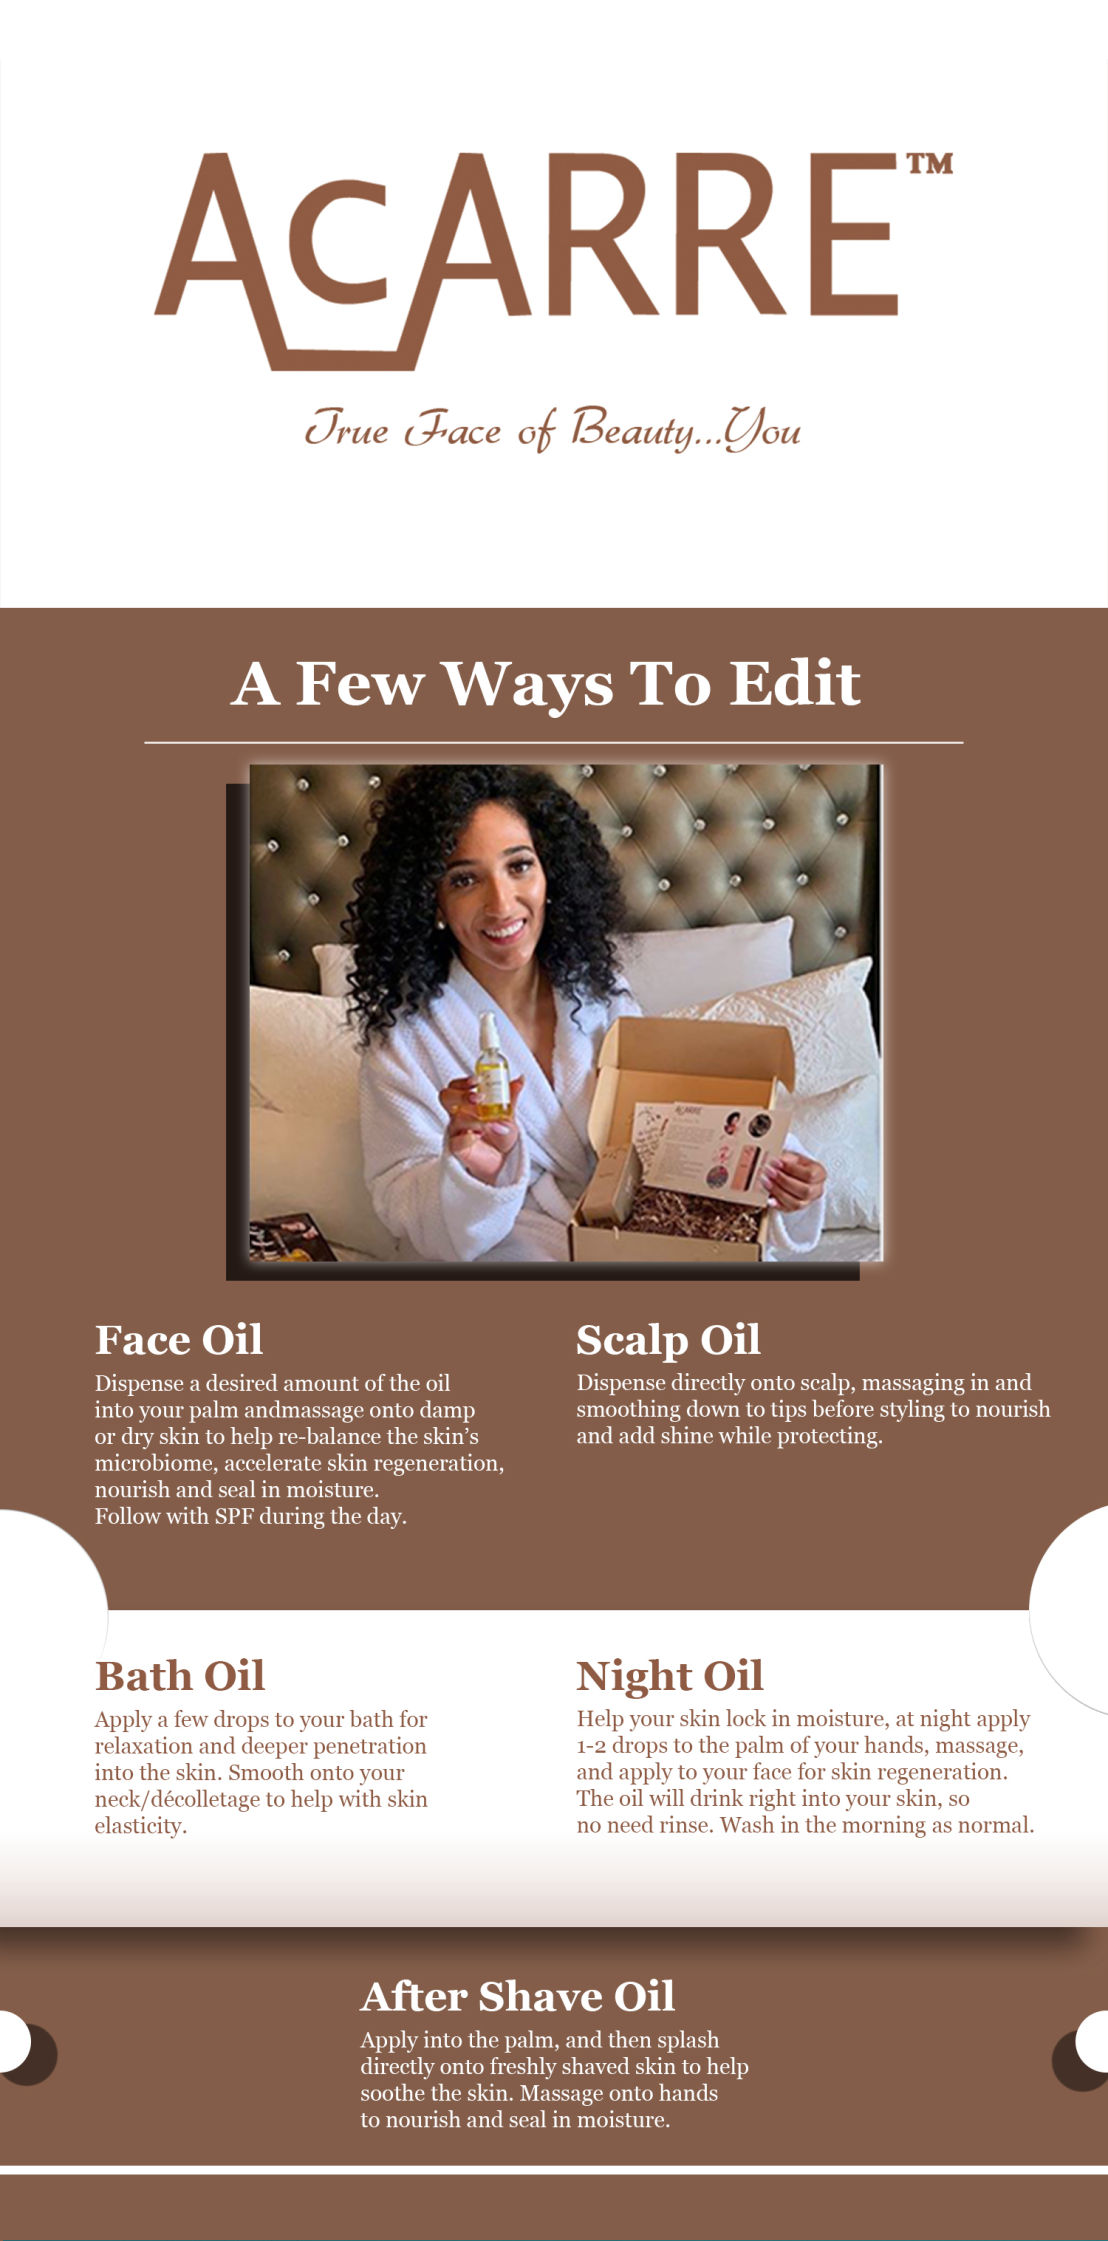 ACARRE™
True Face of Beauty...You
A Few Ways To Edit
ACARRE
ACARRE
Face Oil
Dispense a desired amount of the oil
into your palm andmassage onto damp
or dry skin to help re-balance the skin's
microbiome, accelerate skin regeneration,
nourish and seal in moisture.
Follow with SPF during the day.
Scalp Oil
Dispense directly onto scalp, massaging in and
smoothing down to tips before styling to nourish
and add shine while protecting.
Bath Oil
Apply a few drops to your bath for
relaxation and deeper penetration
into the skin. Smooth onto your
neck/décolletage to help with skin
elasticity.
Night Oil
Help your skin lock in moisture, at night apply
1-2 drops to the palm of your hands, massage,
and apply to your face for skin regeneration.
The oil will drink right into your skin, so
no need rinse. Wash in the morning as normal.
After Shave Oil
Apply into the palm, and then splash
directly onto freshly shaved skin to help
soothe the skin. Massage onto hands
to nourish and seal in moisture.